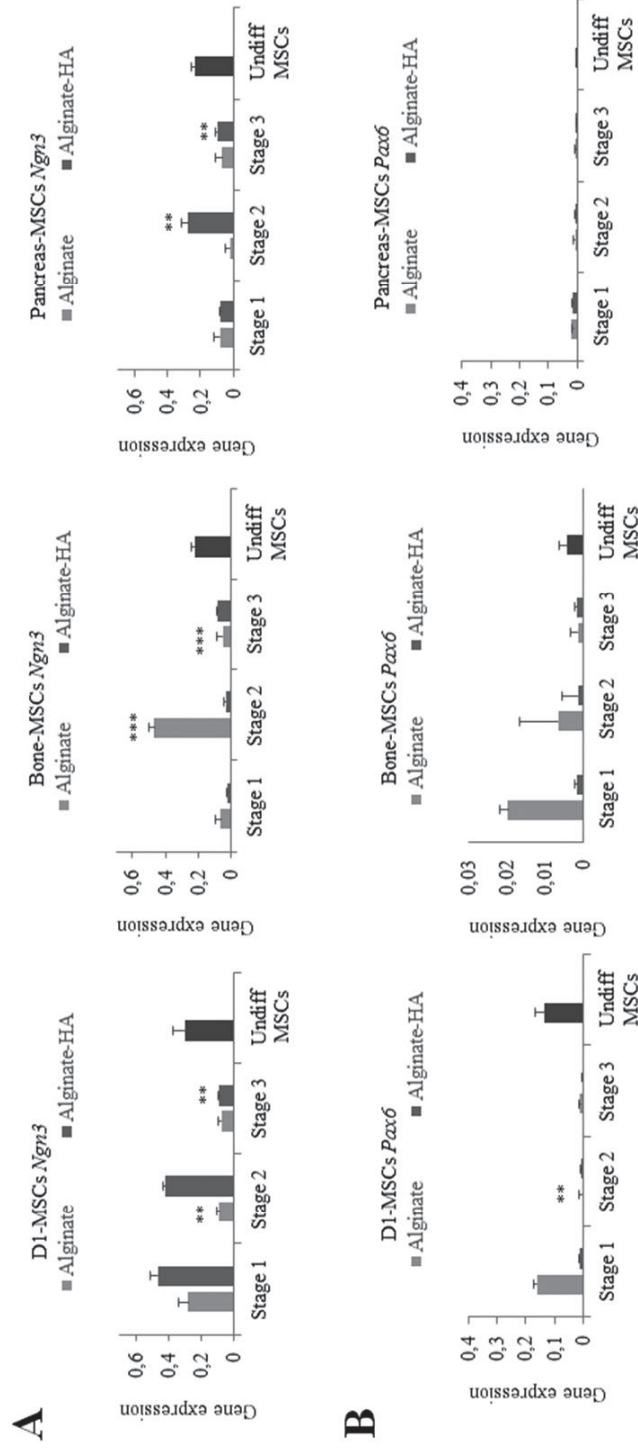 A
D1-MSCs Ngn3
Alginate Alginate-HA
Gene expression
0,6
0,4
0,2
0
**
**
Stage 1 Stage 2 Stage 3 Undiff
MSCs
Bone-MSCs Ngn3
Alginate Alginate-HA
Gene expression
0,6
0,4
0,2
0
***
***
Stage 1 Stage 2 Stage 3 Undiff
MSCs
Pancreas-MSCs Ngn3
Alginate Alginate-HA
Gene expression
0,6
0,4
0,2
0
**
**
Stage 1 Stage 2 Stage 3 Undiff
MSCs
B
D1-MSCs Pax6
Alginate Alginate-HA
Gene expression
0,4
0,3
0,2
0,1
0
**
Stage 1 Stage 2 Stage 3 Undiff
MSCs
Bone-MSCs Pax6
Alginate Alginate-HA
Gene expression
0,03
0,02
0,01
0
Stage 1 Stage 2 Stage 3 Undiff
MSCs
Pancreas-MSCs Pax6
Alginate Alginate-HA
Gene expression
0,4
0,3
0,2
0,1
0
Stage 1 Stage 2 Stage 3 Undiff
MSCs